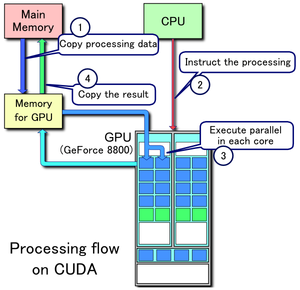 Main
Memory
CPU
1
Copy processing data
Instruct the processing
2
4
Copy the result
Memory
for GPU
GPU
(GeForce 8800)
Execute parallel
in each core
3
Processing flow
on CUDA